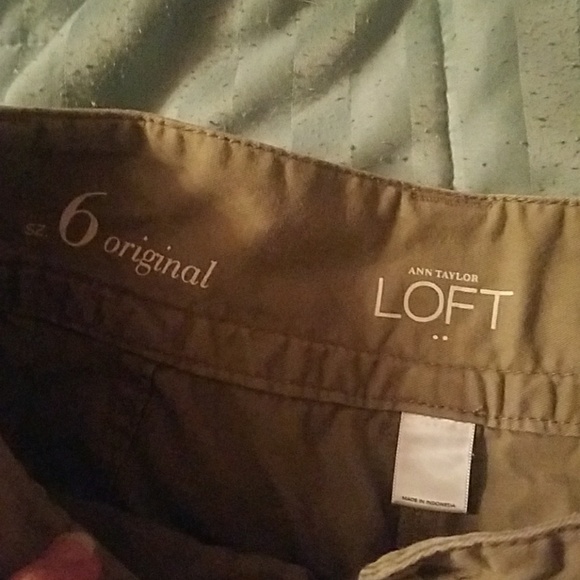 sz. 6 original
ANN TAYLOR
LOFT
MADE IN INDONESIA